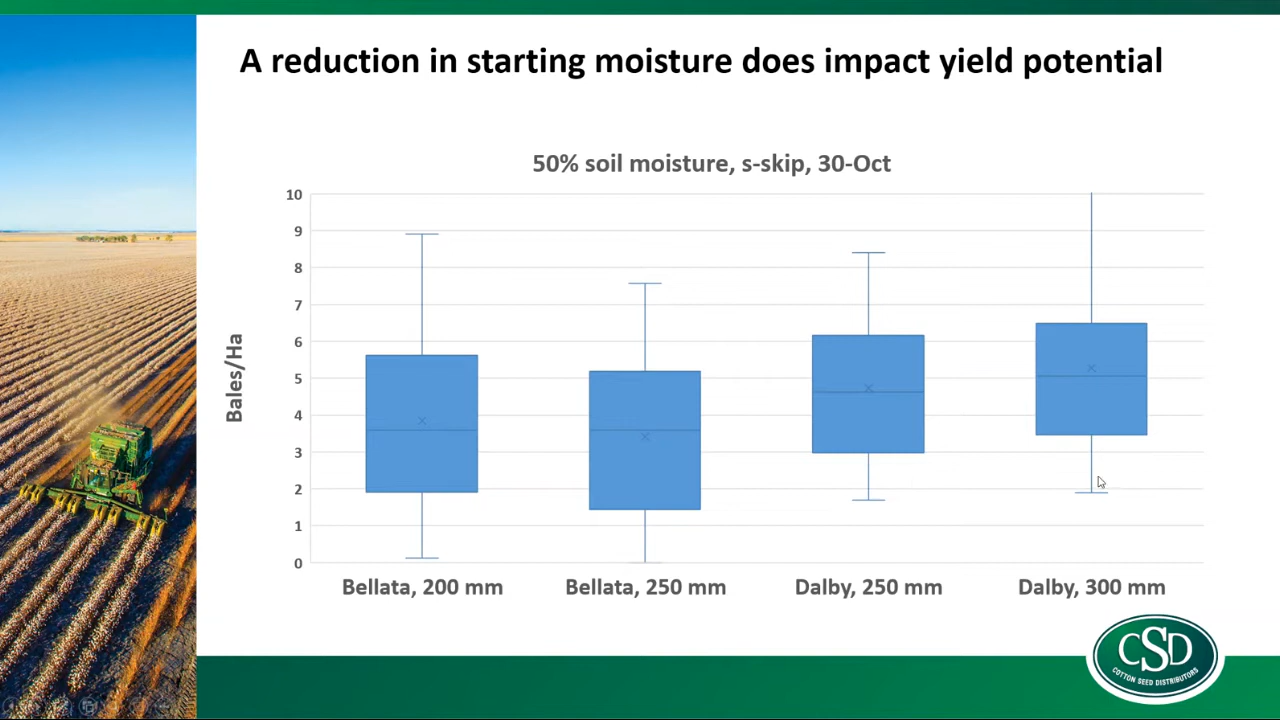 A reduction in starting moisture does impact yield potential
50% soil moisture, s-skip, 30-Oct
10
9
8
7
6
5
4
3
2
1
0
Bales/Ha
Bellata, 200 mm
Bellata, 250 mm
Dalby, 250 mm
Dalby, 300 mm
CSD
COTTON SEED DISTRIBUTORS